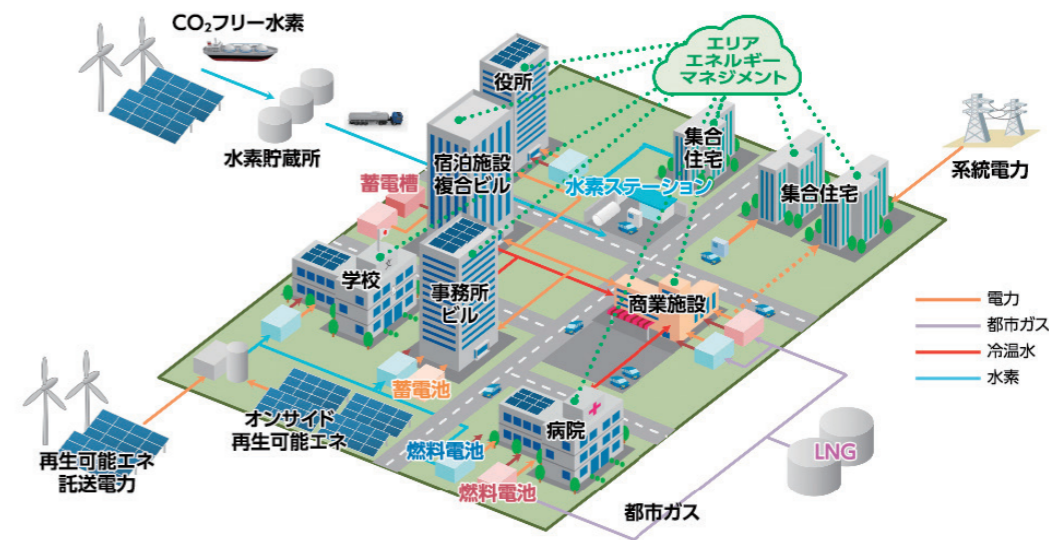 CO₂フリー水素
エリア
エネルギー
マネジメント
役所
水素貯蔵所
宿泊施設
複合ビル
集合
住宅
蓄電槽
水素ステーション
集合住宅
系統電力
学校
事務所
ビル
商業施設
電力
都市ガス
冷温水
水素
蓄電池
オンサイド
再生可能エネ
再生可能エネ
託送電力
燃料電池
病院
燃料電池
LNG
都市ガス